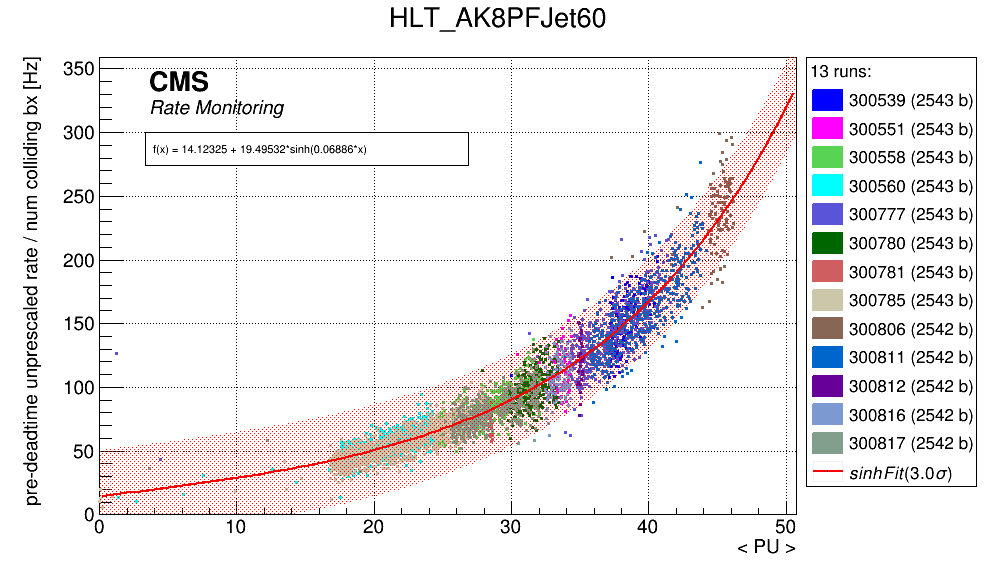 HLT_AK8PFJet60
pre-deadtime unprescaled rate / num colliding bx [Hz]
350
300
250
200
150
100
50
0
CMS
Rate Monitoring
f(x) = 14.12325 + 19.49532*sinh(0.06886*x)
0 10 20 30 40 50
< PU >
13 runs:
300539 (2543 b)
300551 (2543 b)
300558 (2543 b)
300560 (2543 b)
300777 (2543 b)
300780 (2543 b)
300781 (2543 b)
300785 (2543 b)
300806 (2542 b)
300811 (2542 b)
300812 (2542 b)
300816 (2542 b)
300817 (2542 b)
sinhFit(3.0σ)